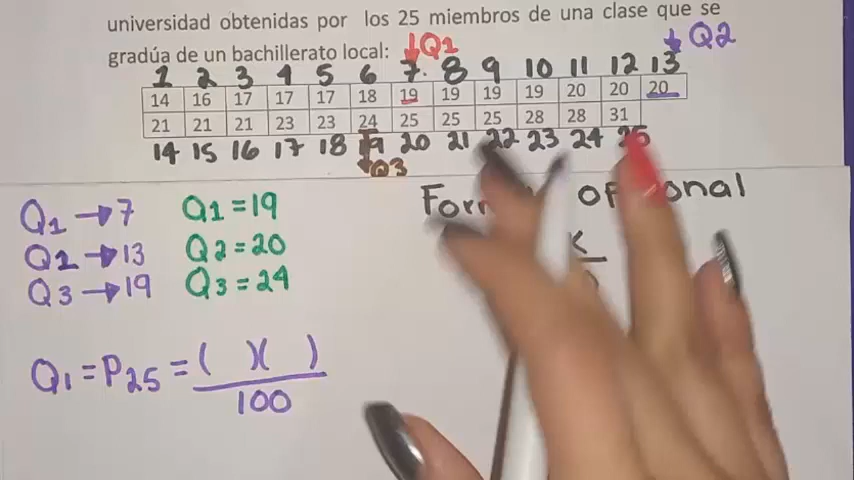 universidad obtenidas por los 25 miembros de una clase que se
gradúa de un bachillerato local: Q1 Q2
1 2 3 4 5 6 7. 8 9 10 11 12 13
14 16 17 17 17 18 19 19 19 19 20 20 20
21 21 21 23 23 24 25 25 25 28 28 31
14 15 16 17 18 19 20 21 22 23 24 25
Q3
Q1 → 7 Q1 = 19
Q2 → 13 Q2 = 20
Q3 → 19 Q3 = 24
Q1 = P25 = ( )( )
100